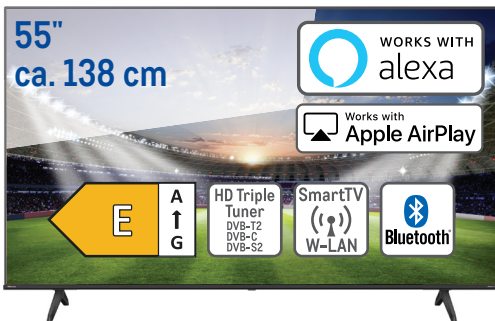 55"
ca. 138 cm
WORKS WITH
alexa
Works with
Apple AirPlay
E
A
↑
G
HD Triple
Tuner
DVB-T2
DVB-C
DVB-S2
SmartTV
W-LAN
Bluetooth